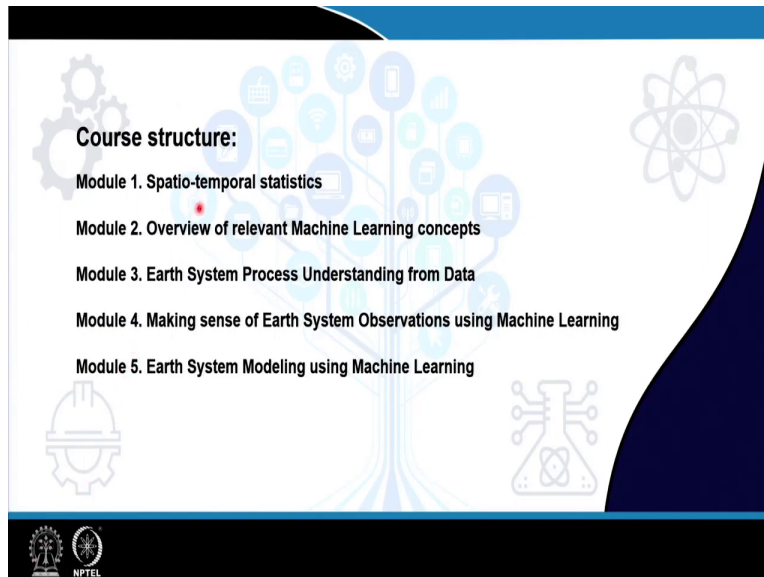 Course structure:
Module 1. Spatio-temporal statistics
Module 2. Overview of relevant Machine Learning concepts
Module 3. Earth System Process Understanding from Data
Module 4. Making sense of Earth System Observations using Machine Learning
Module 5. Earth System Modeling using Machine Learning
NPTEL